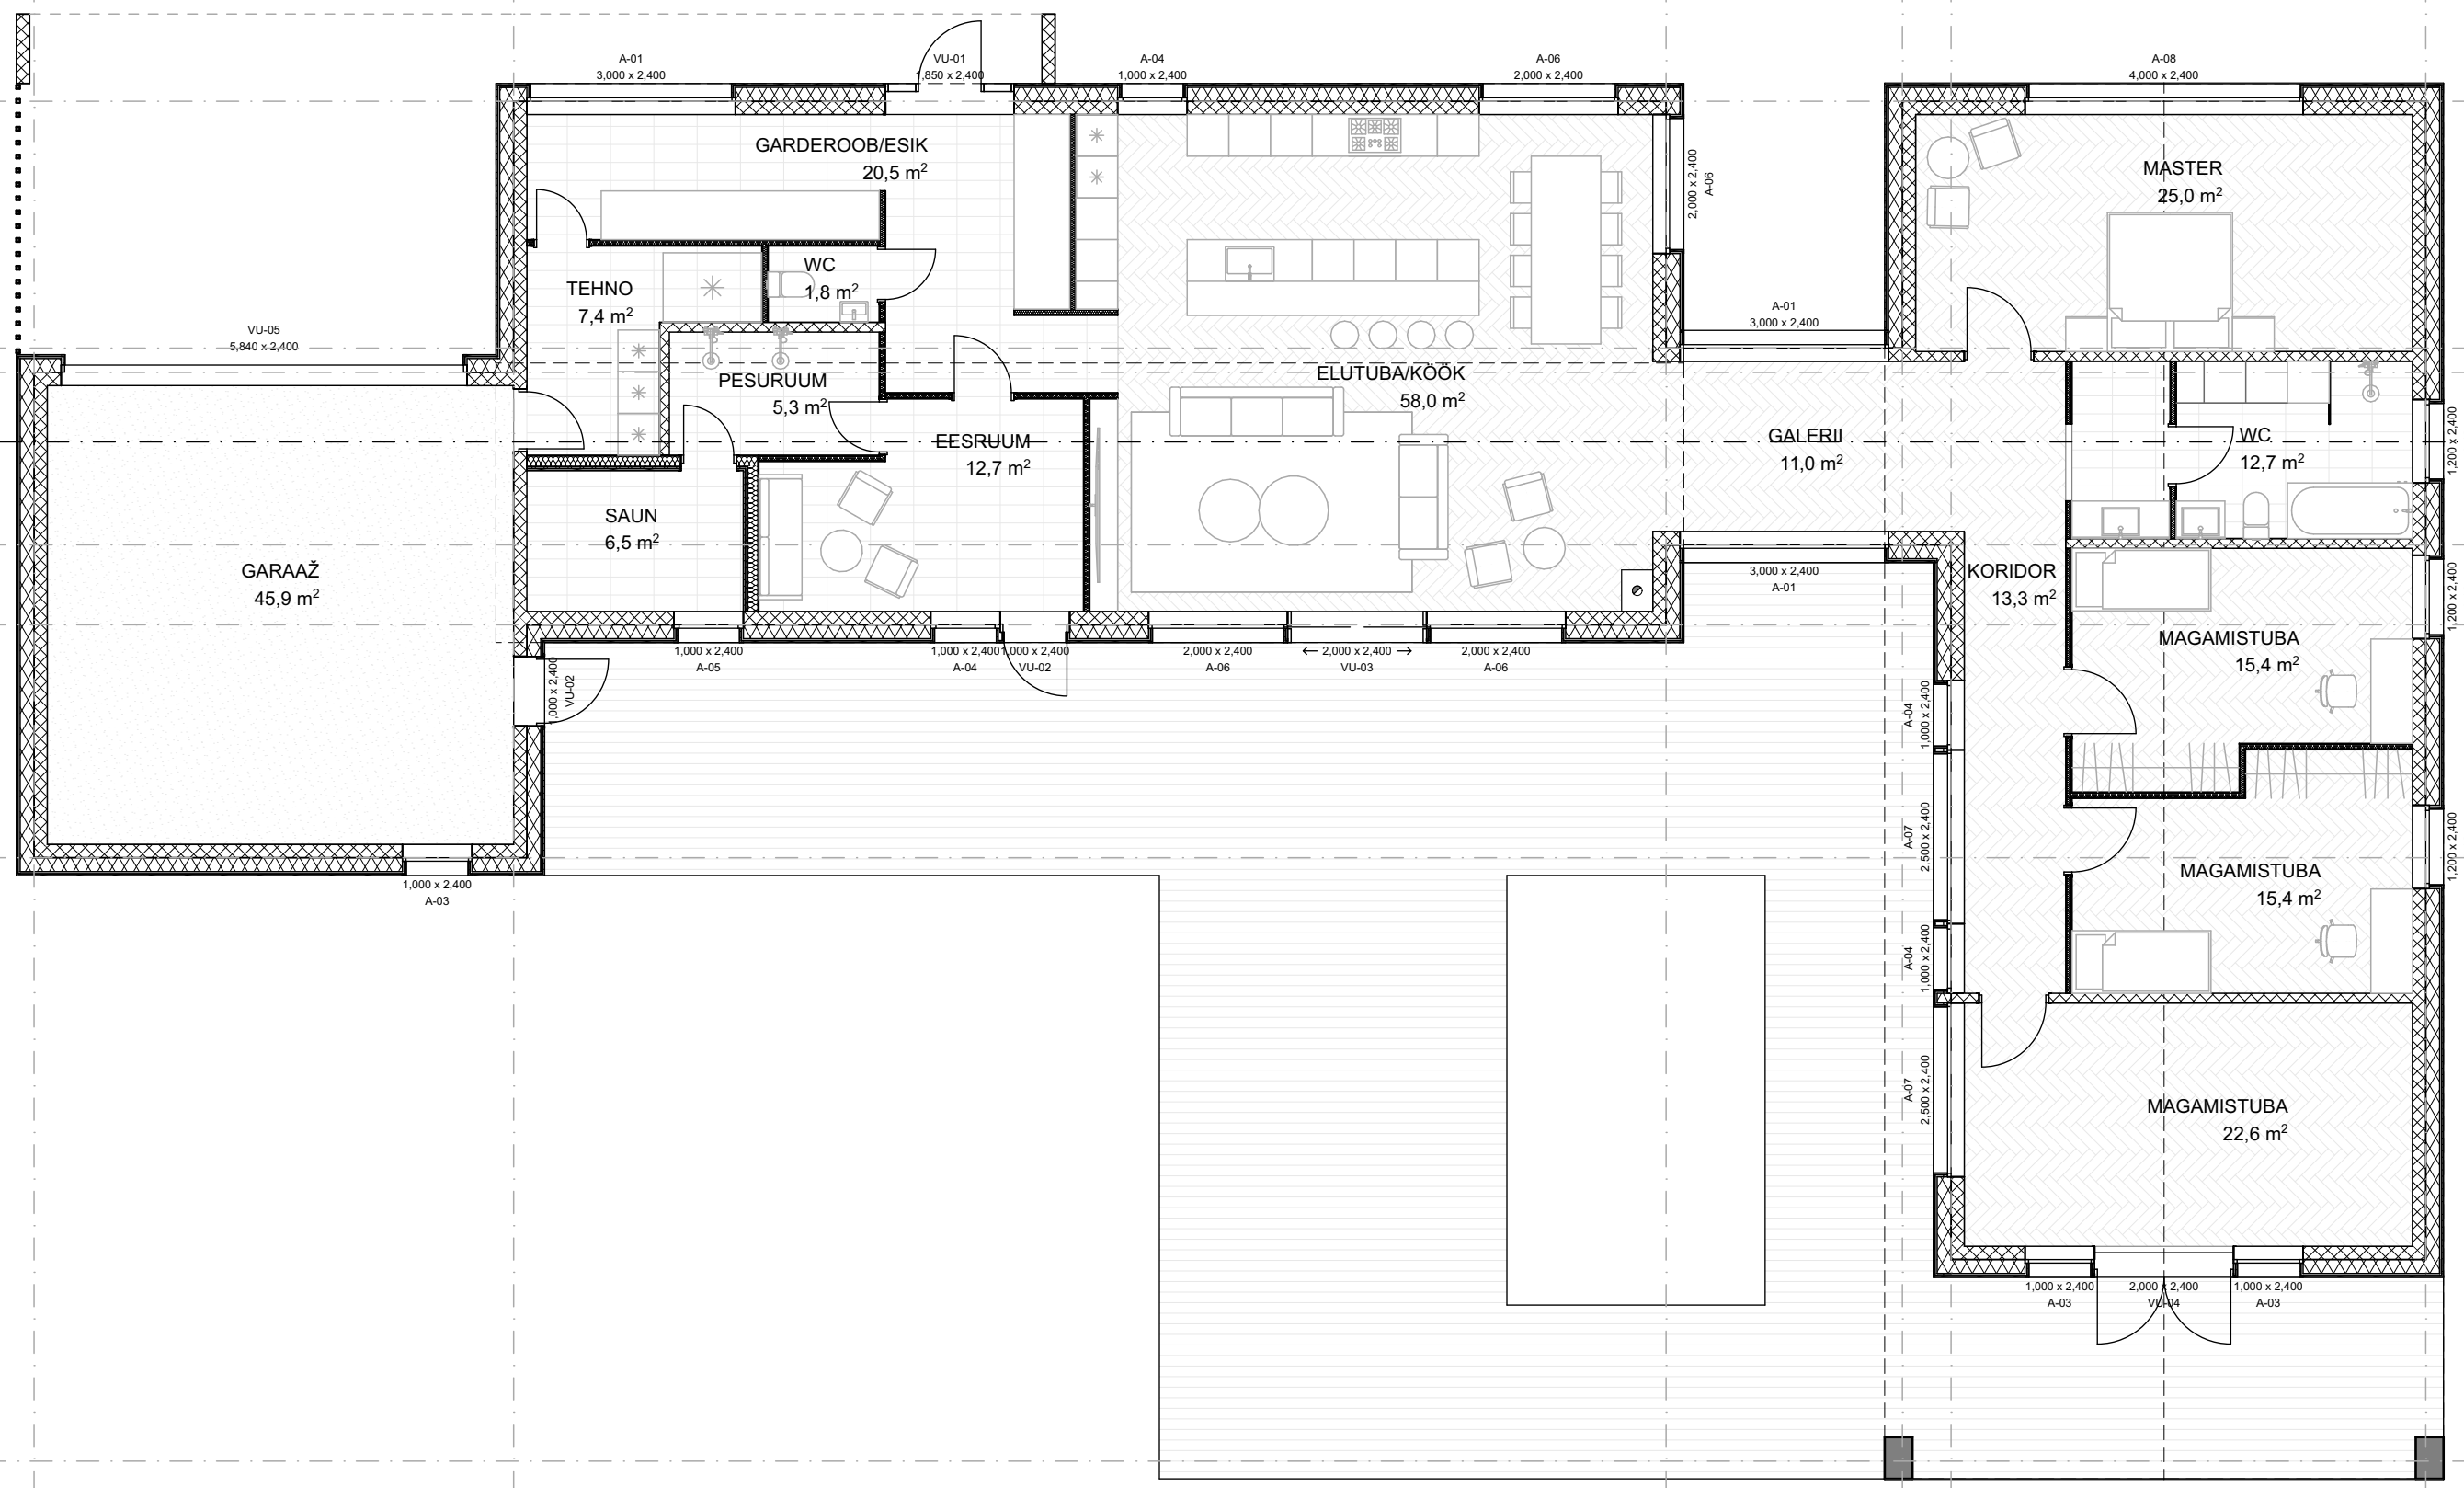 A-01
3,000 x 2,400
VU-01
1,850 x 2,400
A-04
1,000 x 2,400
A-06
2,000 x 2,400
A-08
4,000 x 2,400
GARDEROOB/ESIK
20,5 m²
2,000 x 2,400
A-06
MASTER
25,0 m²
TEHNO
7,4 m²
WC
1,8 m²
A-01
3,000 x 2,400
VU-05
5,840 x 2,400
PESURUUM
5,3 m²
ELUTUBA/KÖÖK
58,0 m²
EESRUUM
12,7 m²
GALERII
11,0 m²
WC
12,7 m²
1,200 x 2,400
SAUN
6,5 m²
GARAAŽ
45,9 m²
3,000 x 2,400
A-01
KORIDOR
13,3 m²
1,200 x 2,400
MAGAMISTUBA
15,4 m²
1,000 x 2,400
A-05
1,000 x 2,400
A-04
1,000 x 2,400
VU-02
2,000 x 2,400
A-06
2,000 x 2,400
VU-03
2,000 x 2,400
A-06
1,000 x 2,400
VU-02
A-04
1,000 x 2,400
A-07
2,500 x 2,400
1,200 x 2,400
MAGAMISTUBA
15,4 m²
1,000 x 2,400
A-03
A-04
1,000 x 2,400
A-07
2,500 x 2,400
MAGAMISTUBA
22,6 m²
1,000 x 2,400
A-03
2,000 x 2,400
VU-04
1,000 x 2,400
A-03